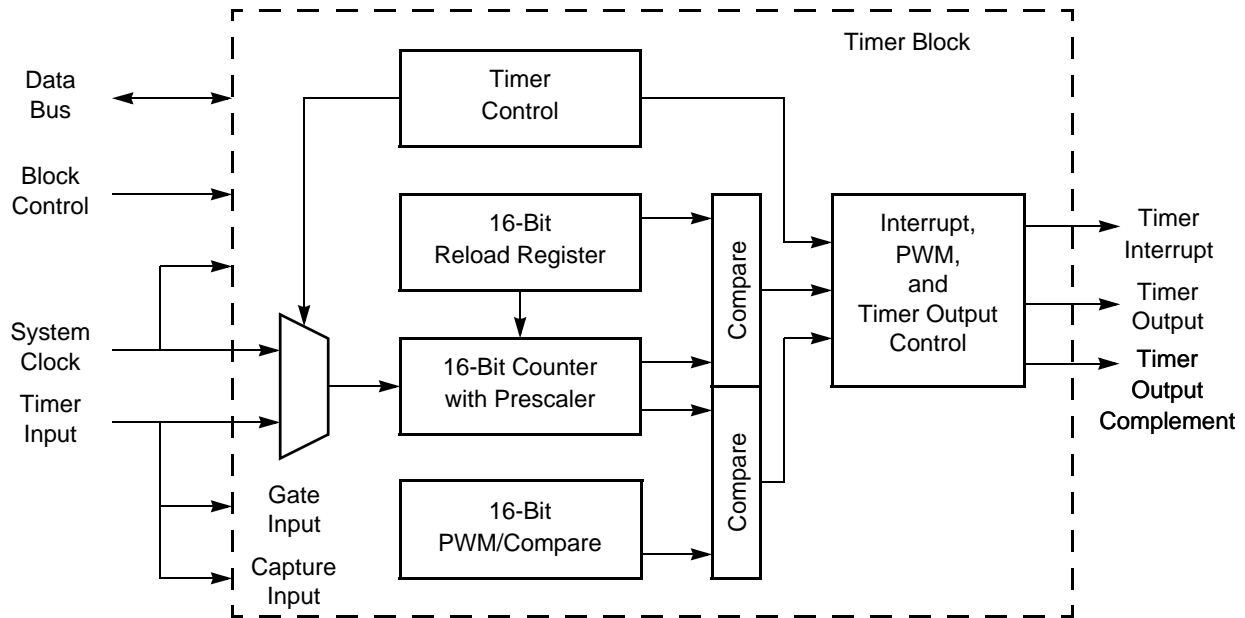 Timer Block
Data
Bus
Timer
Control
Block
Control
16-Bit
Reload Register
Compare
Interrupt,
PWM,
and
Timer Output
Control
Timer
Interrupt
Timer
Output
Timer
Output
Complement
System
Clock
16-Bit Counter
with Prescaler
Timer
Input
Gate
Input
16-Bit
PWM/Compare
Compare
Capture
Input